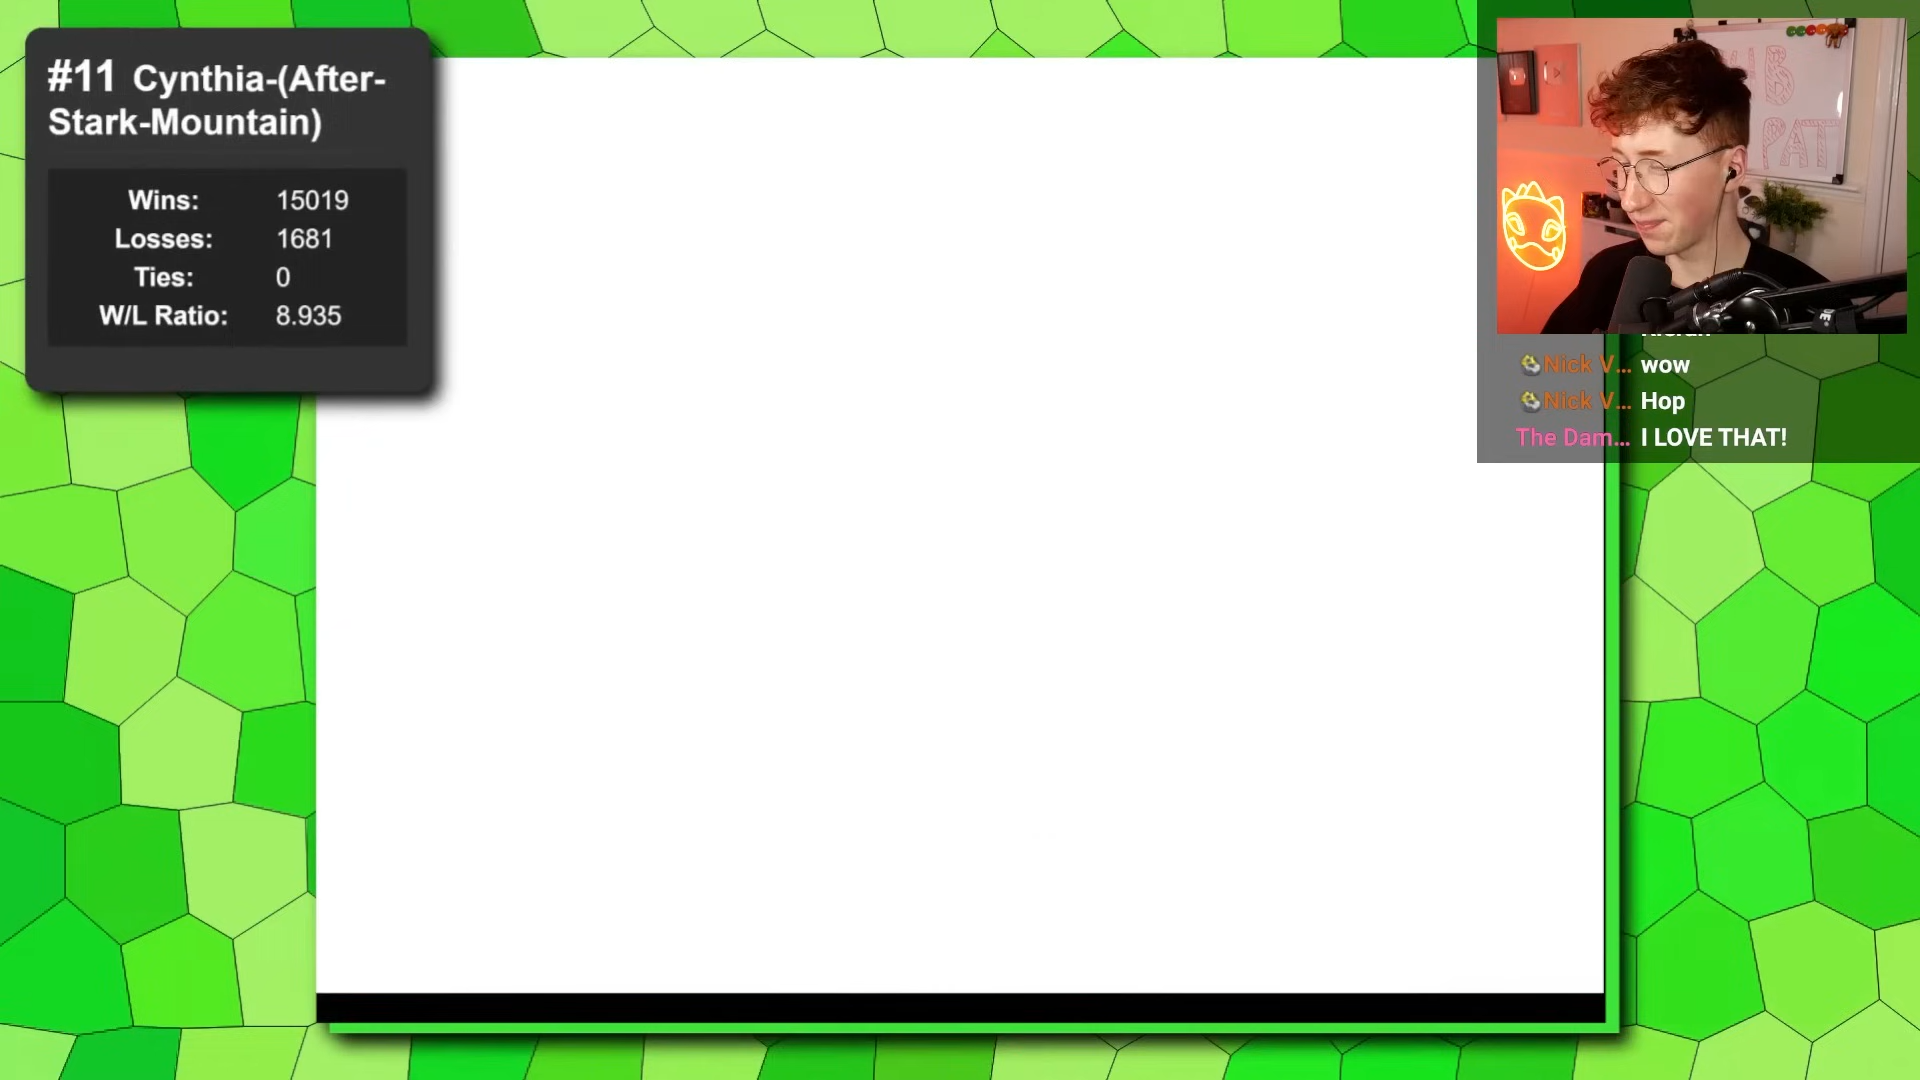 #11 Cynthia-(After-
Stark-Mountain)
Wins: 15019
Losses: 1681
Ties: 0
W/L Ratio: 8.935
PAT
Nick V... wow
Nick V... Hop
The Dam... I LOVE THAT!